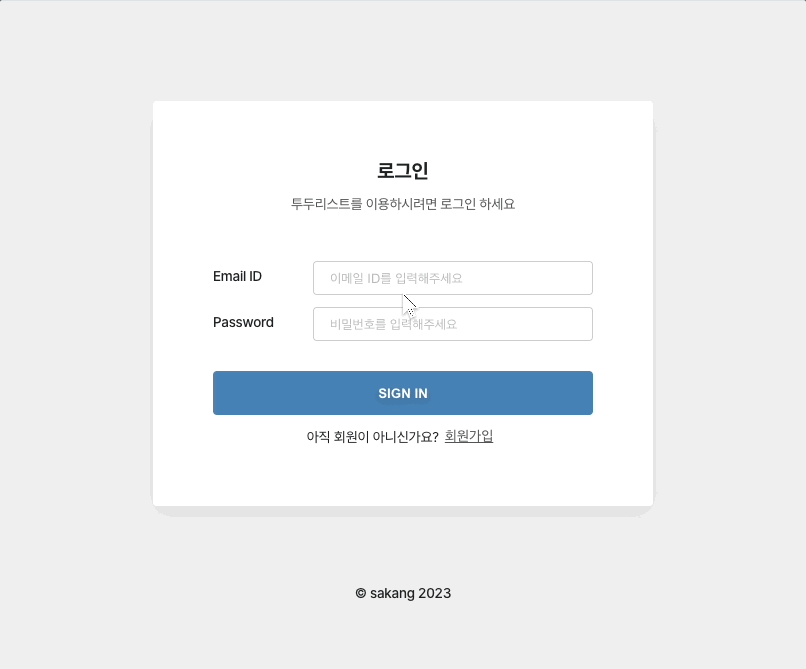 로그인
투두리스트를 이용하시려면 로그인 하세요
Email ID 이메일 ID를 입력해주세요
Password 비밀번호를 입력해주세요
SIGN IN
아직 회원이 아니신가요? 회원가입
© sakang 2023